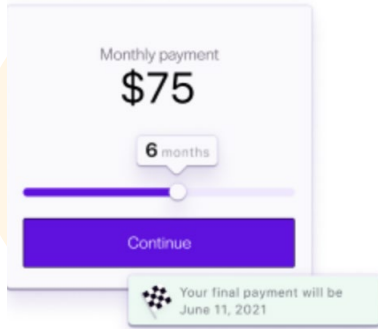 Monthly payment
$75
6 months
Continue
Your final payment will be
June 11, 2021